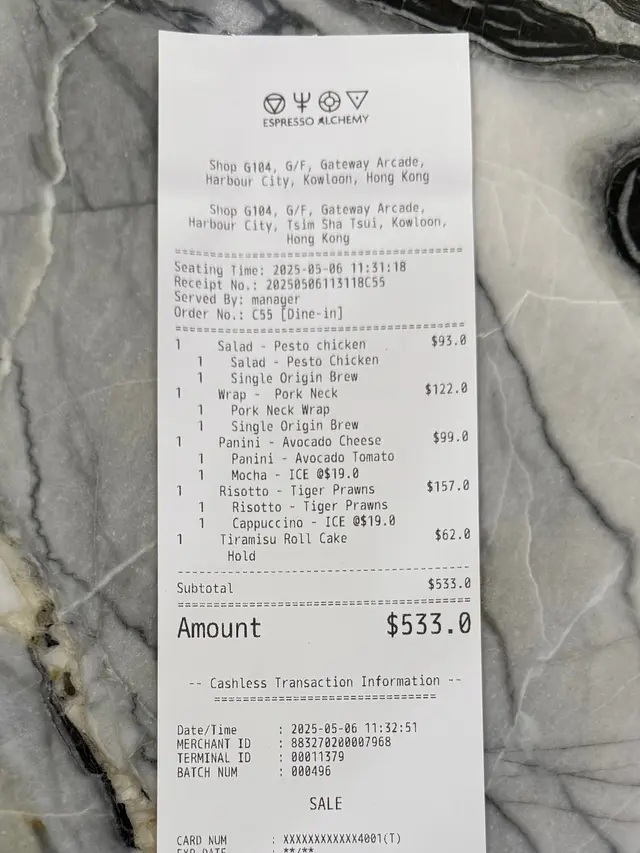 ESPRESSO ALCHEMY
Shop G104, G/F, Gateway Arcade,
Harbour City, Kowloon, Hong Kong
Shop G104, G/F, Gateway Arcade,
Harbour City, Tsim Sha Tsui, Kowloon,
Hong Kong
Seating Time: 2025-05-06 11:31:18
Receipt No.: 20250506113118C55
Served By: manager
Order No.: C55 [Dine-in]
1 Salad - Pesto chicken $93.0
1 Salad - Pesto Chicken
1 Single Origin Brew
1 Wrap - Pork Neck $122.0
1 Pork Neck Wrap
1 Single Origin Brew
1 Panini - Avocado Cheese $99.0
1 Panini - Avocado Tomato
1 Mocha - ICE @$19.0
1 Risotto - Tiger Prawns $157.0
1 Risotto - Tiger Prawns
1 Cappuccino - ICE @$19.0
1 Tiramisu Roll Cake $62.0
Hold
Subtotal $533.0
Amount $533.0
-- Cashless Transaction Information --
Date/Time : 2025-05-06 11:32:51
MERCHANT ID : 883270200007968
TERMINAL ID : 00011379
BATCH NUM : 000496
SALE
CARD NUM : XXXXXXXXXXXX4001(T)
EXP DATE : **/**